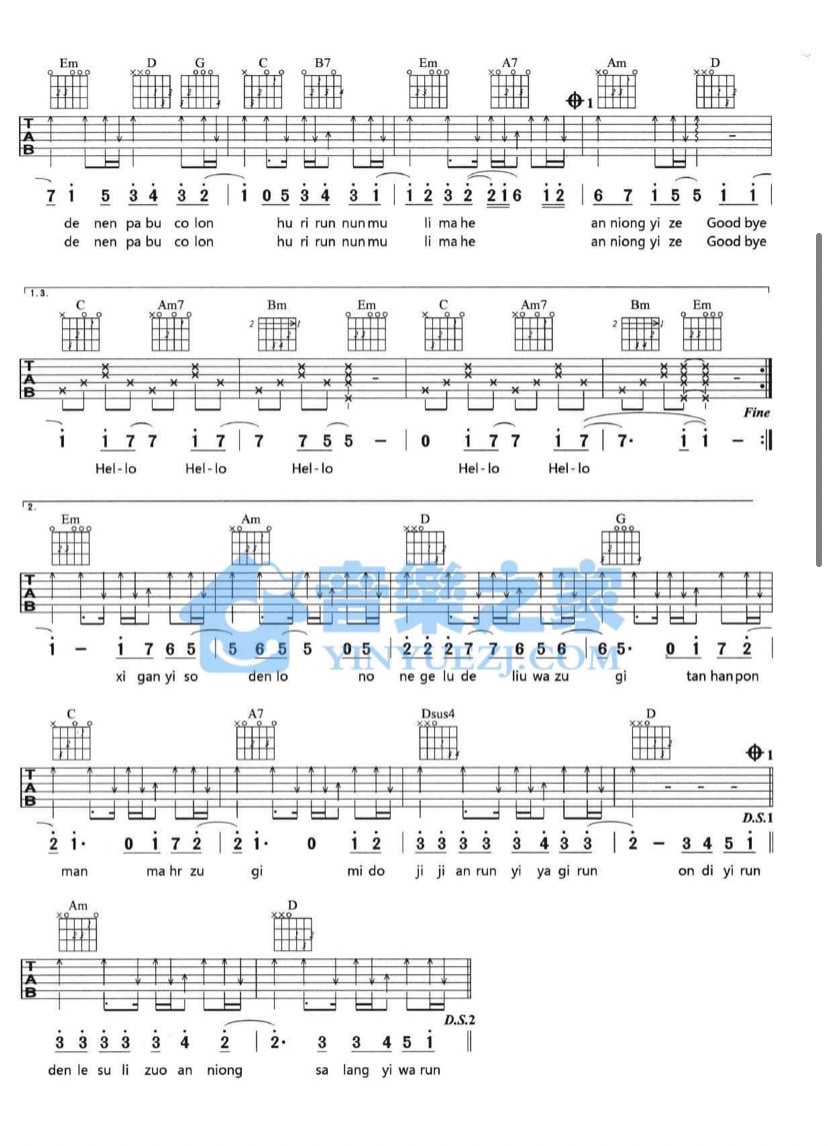 Em D G C B7 Em A7 1 Am D
TAB
7 1 5 3 4 3 2 | 1 0 5 3 4 3 1 | 1 2 3 2 2 1 6 1 2 | 6 7 1 5 5 1 1 |
de nen pa bu co lon hu ri run nun mu li ma he an niong yi ze Good bye
de nen pa bu co lon hu ri run nun mu li ma he an niong yi ze Good bye
1. 3.
C Am7 Bm Em C Am7 Bm Em
2 1 2 1
TAB
Fine
1 1 7 7 1 7 | 7 7 5 5 – | 0 1 7 7 1 7 | 7· 1 1 – :||
Hel-lo Hel-lo Hel-lo Hel-lo Hel-lo
2.
Em Am D G
TAB
音樂之家
1 – 1 7 6 5 | 5 5 6 5 5 0 5 | 2 2 2 7 7 6 5 6 | 6 5· 0 1 7 2 |
YINYUEZJ.COM
xi gan yi so den lo no ne ge lu de liu wa zu gi tan han pon
C A7 Dsus4 D 1
TAB
D.S.1
2 1· 0 1 7 2 | 2 1· 0 1 2 | 3 3 3 3 3 4 3 3 | 2 – 3 4 5 1 ||
man ma hr zu gi mi do ji ji an run yi ya gi run on di yi run
Am D
TAB
D.S.2
3 3 3 3 3 4 2 | 2· 3 3 4 5 1 ||
den le su li zuo an niong sa lang yi wa run